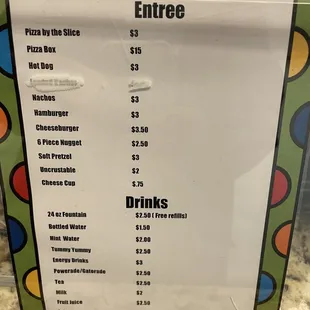 Entree
Pizza by the Slice $3
Pizza Box $15
Hot Dog $3
Nachos $3
Hamburger $3
Cheeseburger $3.50
6 Piece Nugget $2.50
Soft Pretzel $3
Uncrustable $2
Cheese Cup $.75
Drinks
24 oz Fountain $2.50 ( Free refills)
Bottled Water $1.50
Hint Water $2.00
Tummy Yummy $2.50
Energy Drinks $3
Powerade/Gatorade $2.50
Tea $2.50
Milk $2
Fruit Juice $2.50